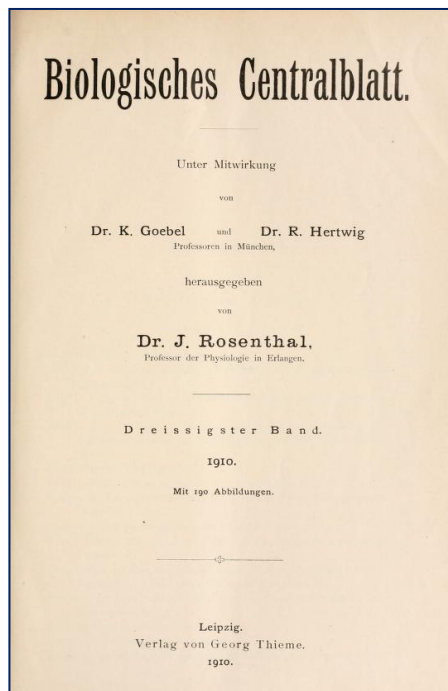 Biologisches Centralblatt.
Unter Mitwirkung
von
Dr. K. Goebel und Dr. R. Hertwig
Professoren in München,
herausgegeben
von
Dr. J. Rosenthal,
Professor der Physiologie in Erlangen.
Dreissigster Band.
1910.
Mit 190 Abbildungen.
Leipzig.
Verlag von Georg Thieme.
1910.